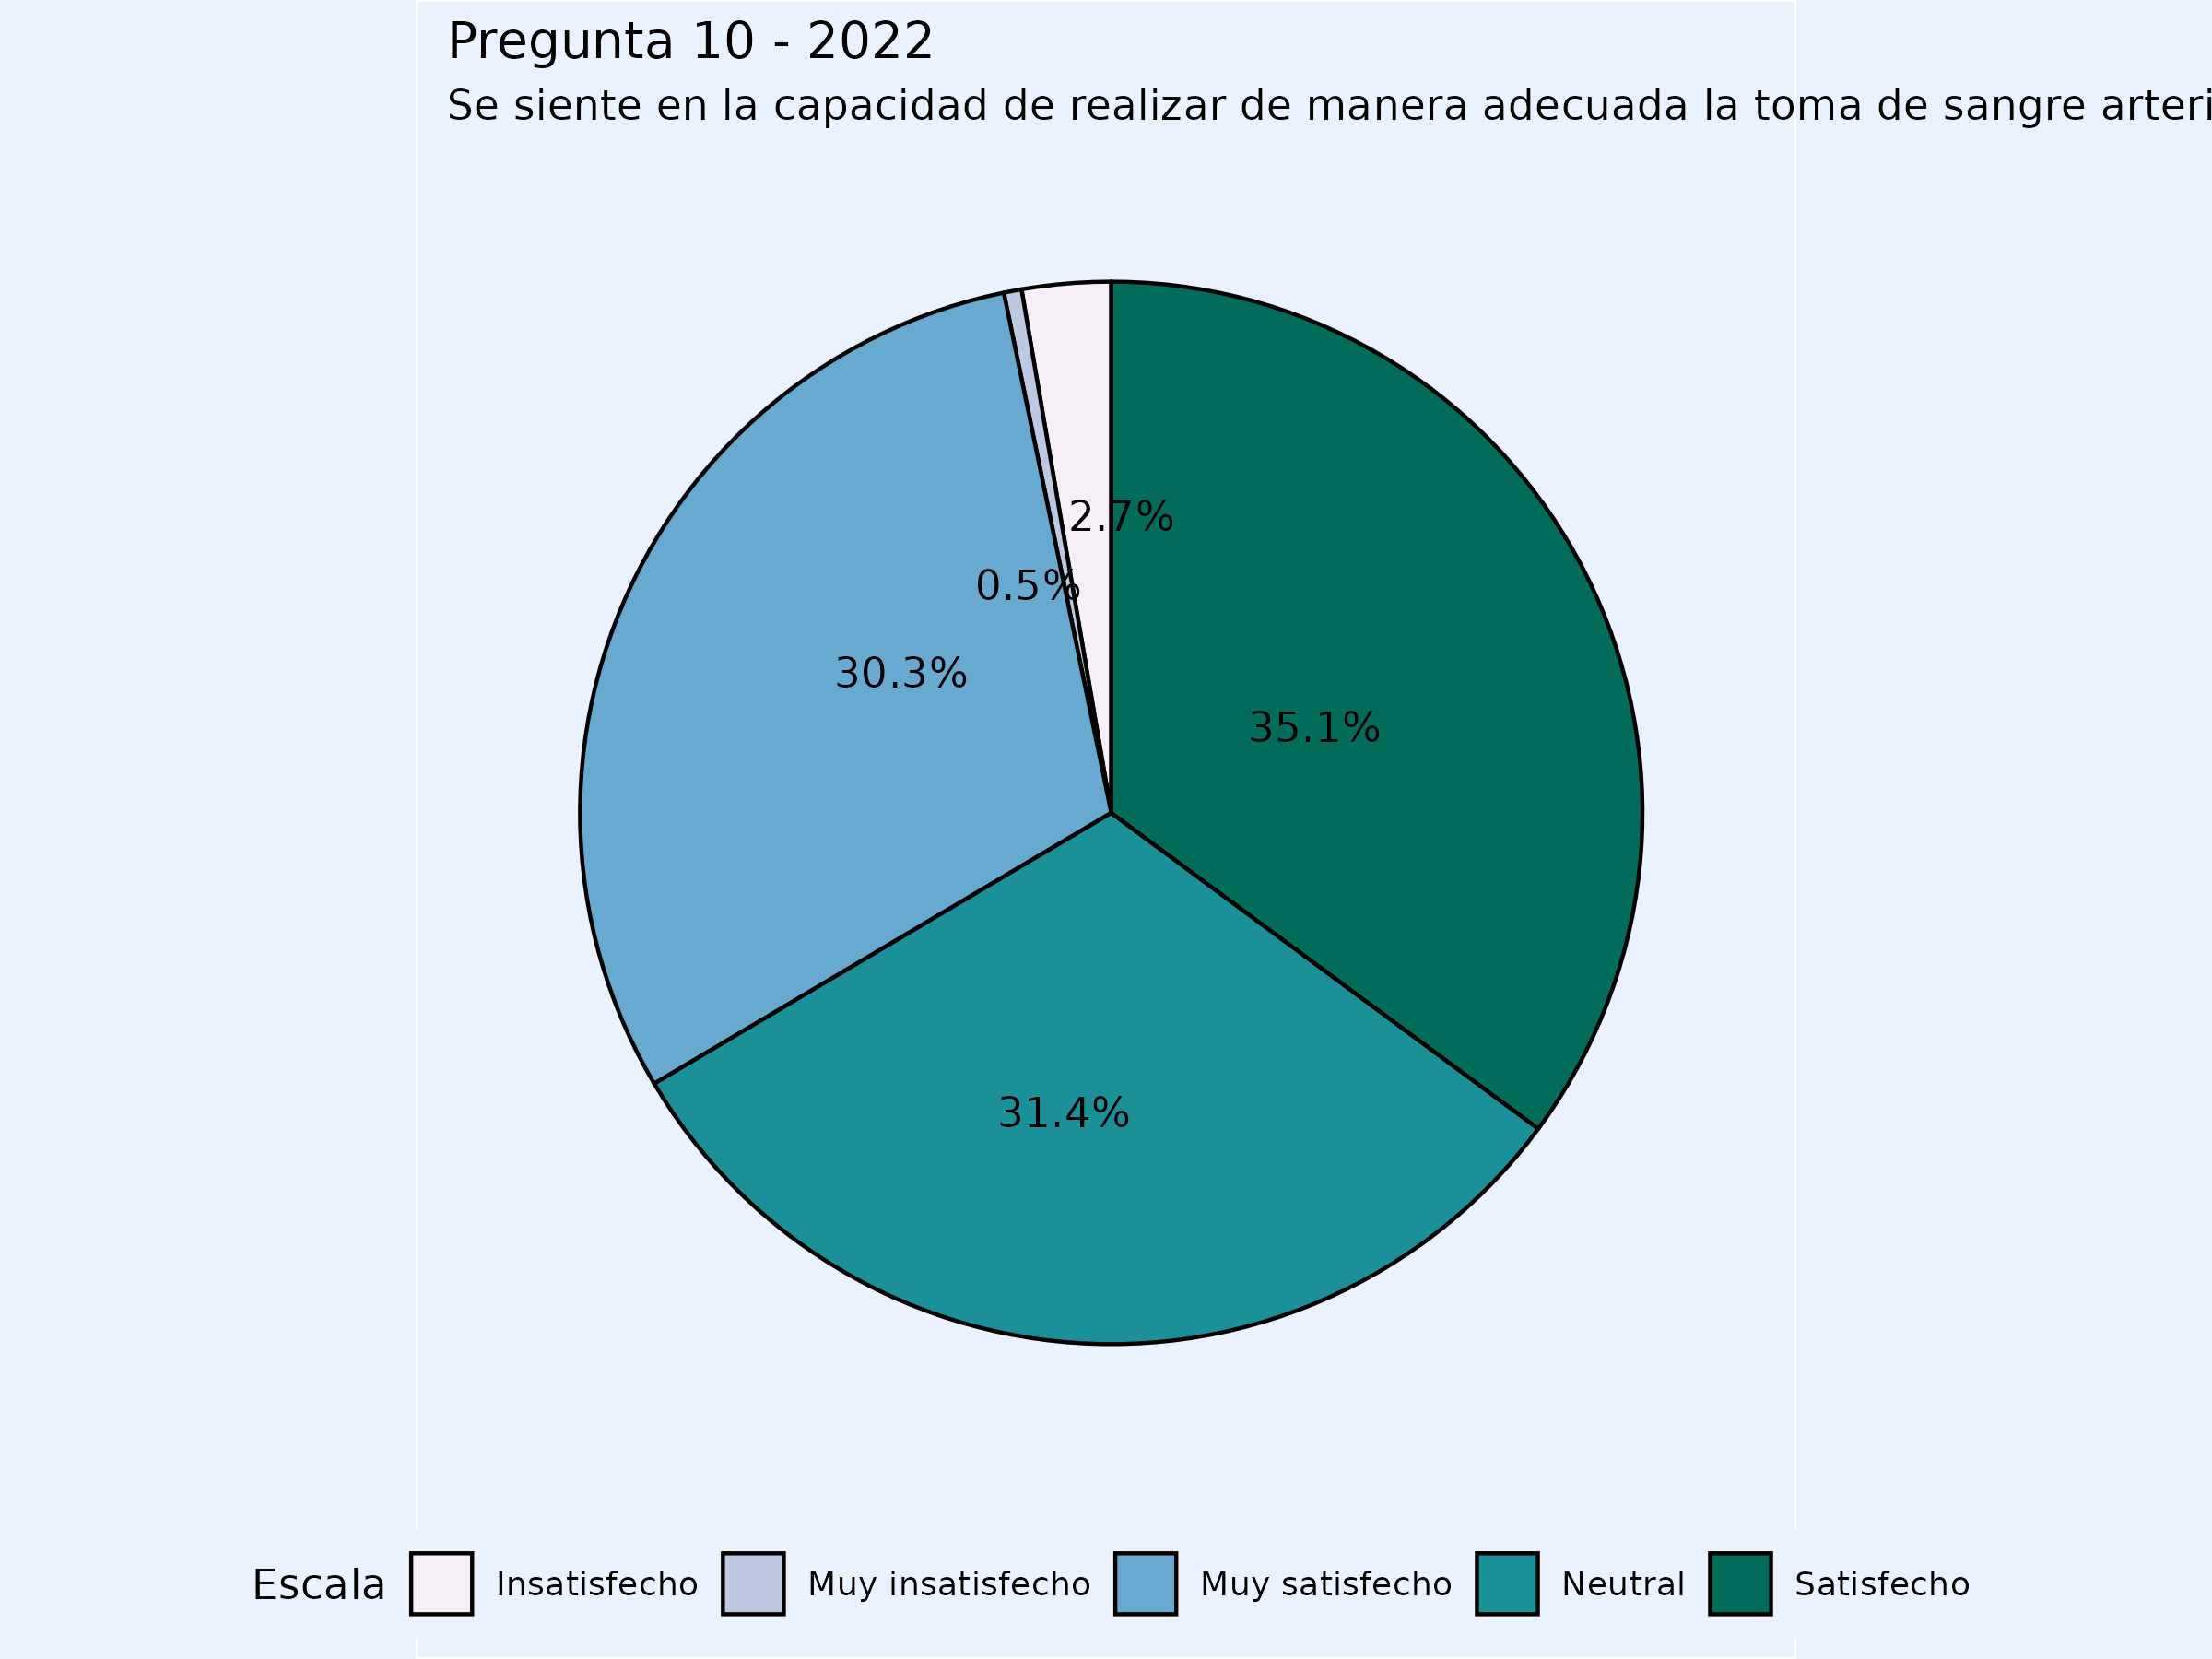 Pregunta 10 - 2022
Se siente en la capacidad de realizar de manera adecuada la toma de sangre arteri
2.7%
0.5%
30.3%
35.1%
31.4%
Escala Insatisfecho Muy insatisfecho Muy satisfecho Neutral Satisfecho